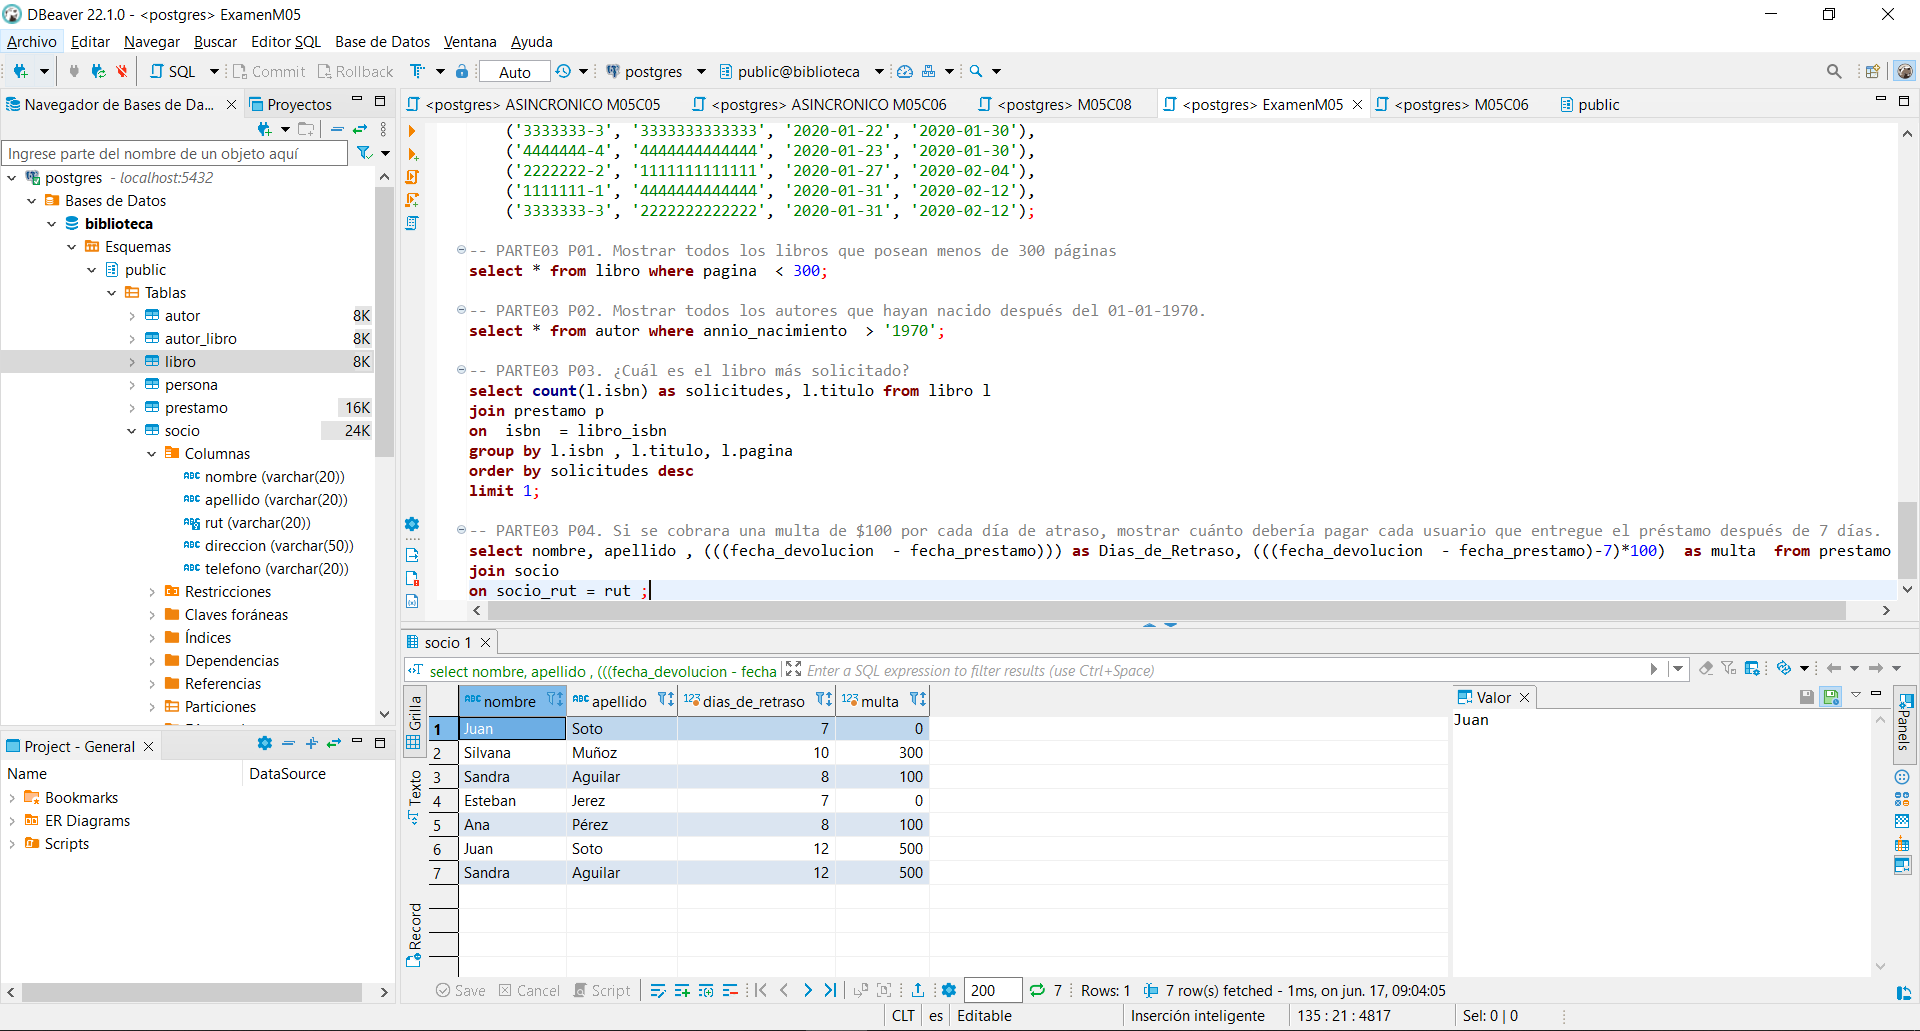 DBeaver 22.1.0 - <postgres> ExamenM05
Archivo Editar Navegar Buscar Editor SQL Base de Datos Ventana Ayuda
SQL Commit Rollback Auto postgres public@biblioteca
Navegador de Bases de Da... Proyectos
<postgres> ASINCRONICO M05C05 <postgres> ASINCRONICO M05C06 <postgres> M05C08 <postgres> ExamenM05 <postgres> M05C06 public
Ingrese parte del nombre de un objeto aquí
postgres - localhost:5432
Bases de Datos
biblioteca
Esquemas
public
Tablas
autor 8K
autor_libro 8K
libro 8K
persona
prestamo 16K
socio 24K
Columnas
nombre (varchar(20))
apellido (varchar(20))
rut (varchar(20))
direccion (varchar(50))
telefono (varchar(20))
Restricciones
Claves foráneas
Índices
Dependencias
Referencias
Particiones
('3333333-3', '3333333333333', '2020-01-22', '2020-01-30'),
('4444444-4', '4444444444444', '2020-01-23', '2020-01-30'),
('2222222-2', '1111111111111', '2020-01-27', '2020-02-04'),
('1111111-1', '4444444444444', '2020-01-31', '2020-02-12'),
('3333333-3', '2222222222222', '2020-01-31', '2020-02-12');
-- PARTE03 P01. Mostrar todos los libros que posean menos de 300 páginas
select * from libro where pagina  < 300;
-- PARTE03 P02. Mostrar todos los autores que hayan nacido después del 01-01-1970.
select * from autor where annio_nacimiento  > '1970';
-- PARTE03 P03. ¿Cuál es el libro más solicitado?
select count(l.isbn) as solicitudes, l.titulo from libro l
join prestamo p
on  isbn  = libro_isbn
group by l.isbn , l.titulo, l.pagina
order by solicitudes desc
limit 1;
-- PARTE03 P04. Si se cobrara una multa de $100 por cada día de atraso, mostrar cuánto debería pagar cada usuario que entregue el préstamo después de 7 días.
select nombre, apellido , (((fecha_devolucion  - fecha_prestamo))) as Dias_de_Retraso, (((fecha_devolucion  - fecha_prestamo)-7)*100)  as multa  from prestamo
join socio
on socio_rut = rut ;
socio 1
select nombre, apellido , (((fecha_devolucion - fecha Enter a SQL expression to filter results (use Ctrl+Space)
Grilla
Texto
Record
nombre apellido dias_de_retraso multa
1 Juan Soto 7 0
2 Silvana Muñoz 10 300
3 Sandra Aguilar 8 100
4 Esteban Jerez 7 0
5 Ana Pérez 8 100
6 Juan Soto 12 500
7 Sandra Aguilar 12 500
Valor
Juan
Panels
Project - General
Name DataSource
Bookmarks
ER Diagrams
Scripts
Save Cancel Script 200 7 Rows: 1 7 row(s) fetched - 1ms, on jun. 17, 09:04:05
CLT es Editable Inserción inteligente 135 : 21 : 4817 Sel: 0 | 0